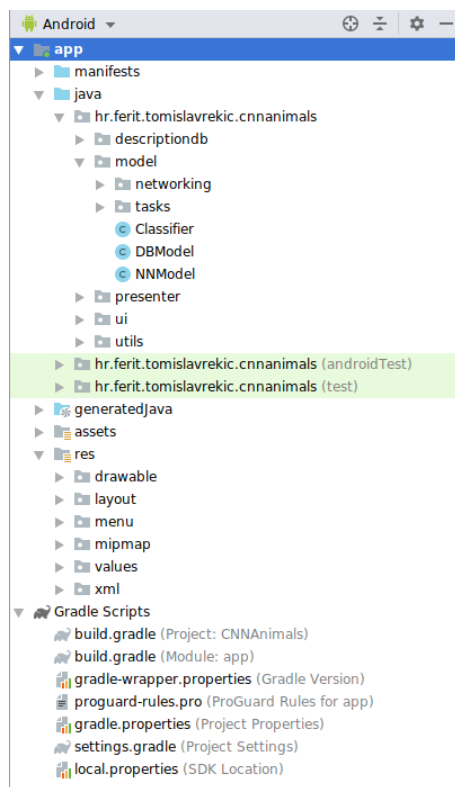 Android
app
manifests
java
hr.ferit.tomislavrekic.cnnanimals
descriptiondb
model
networking
tasks
C Classifier
C DBModel
C NNModel
presenter
ui
utils
hr.ferit.tomislavrekic.cnnanimals (androidTest)
hr.ferit.tomislavrekic.cnnanimals (test)
generatedJava
assets
res
drawable
layout
menu
mipmap
values
xml
Gradle Scripts
build.gradle (Project: CNNAnimals)
build.gradle (Module: app)
gradle-wrapper.properties (Gradle Version)
proguard-rules.pro (ProGuard Rules for app)
gradle.properties (Project Properties)
settings.gradle (Project Settings)
local.properties (SDK Location)